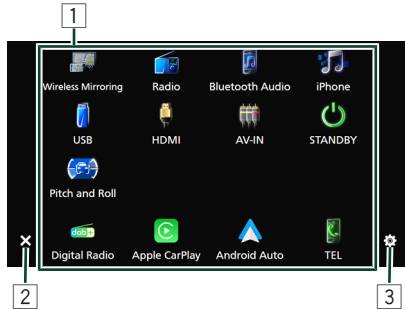 1
Wireless Mirroring Radio Bluetooth Audio iPhone
USB HDMI AV-IN STANDBY
Pitch and Roll
dab+
Digital Radio Apple CarPlay Android Auto TEL
2 3